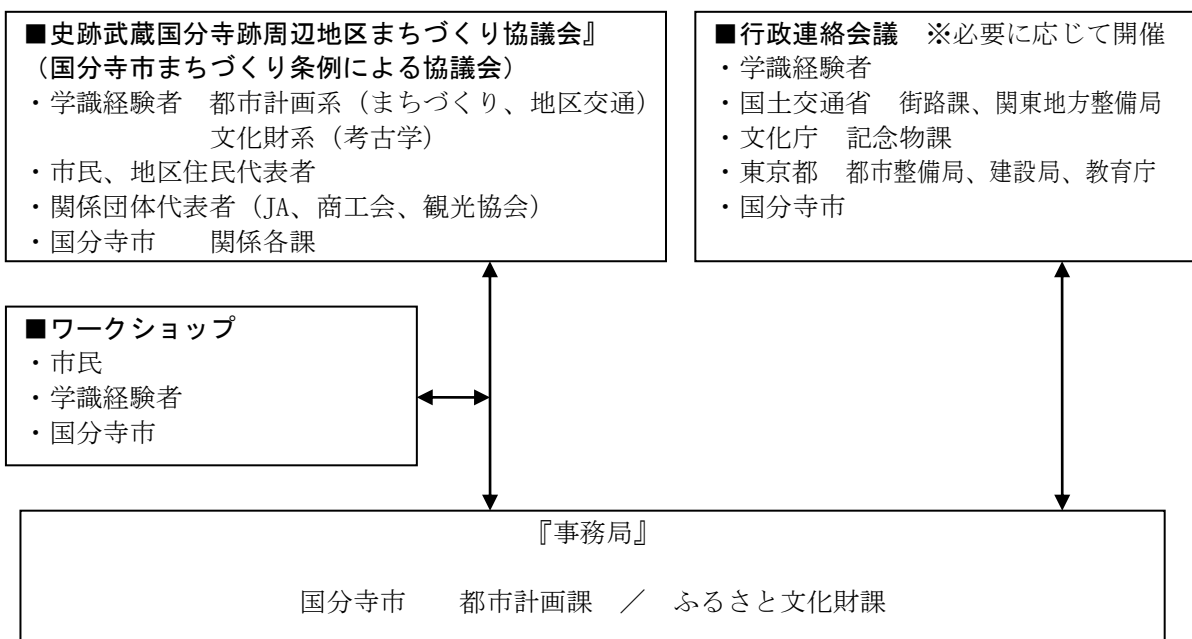 ■史跡武蔵国分寺跡周辺地区まちづくり協議会』
（国分寺市まちづくり条例による協議会）
・学識経験者　都市計画系（まちづくり、地区交通）
文化財系（考古学）
・市民、地区住民代表者
・関係団体代表者（JA、商工会、観光協会）
・国分寺市　　関係各課
■行政連絡会議　※必要に応じて開催
・学識経験者
・国土交通省　街路課、関東地方整備局
・文化庁　記念物課
・東京都　都市整備局、建設局、教育庁
・国分寺市
■ワークショップ
・市民
・学識経験者
・国分寺市
『事務局』
国分寺市　　都市計画課　／　ふるさと文化財課